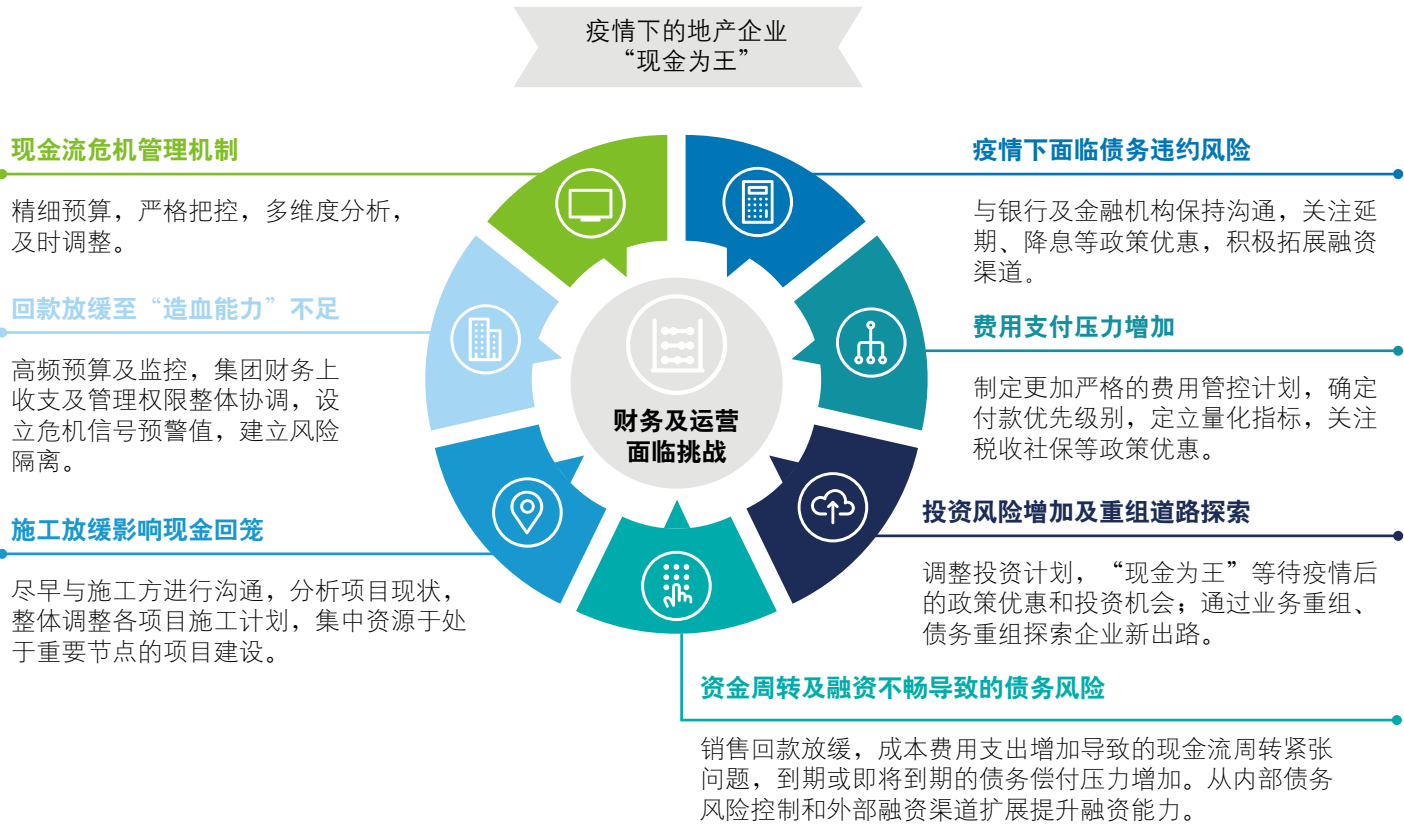 疫情下的地产企业
“现金为王”
现金流危机管理机制
精细预算，严格把控，多维度分析，
及时调整。
回款放缓至“造血能力”不足
高频预算及监控，集团财务上
收支及管理权限整体协调，设
立危机信号预警值，建立风险
隔离。
施工放缓影响现金回笼
尽早与施工方进行沟通，分析项目现状，
整体调整各项目施工计划，集中资源于处
于重要节点的项目建设。
财务及运营
面临挑战
疫情下面临债务违约风险
与银行及金融机构保持沟通，关注延
期、降息等政策优惠，积极拓展融资
渠道。
费用支付压力增加
制定更加严格的费用管控计划，确定
付款优先级别，定立量化指标，关注
税收社保等政策优惠。
投资风险增加及重组道路探索
调整投资计划，“现金为王”等待疫情后
的政策优惠和投资机会；通过业务重组、
债务重组探索企业新出路。
资金周转及融资不畅导致的债务风险
销售回款放缓，成本费用支出增加导致的现金流周转紧张
问题，到期或即将到期的债务偿付压力增加。从内部债务
风险控制和外部融资渠道扩展提升融资能力。